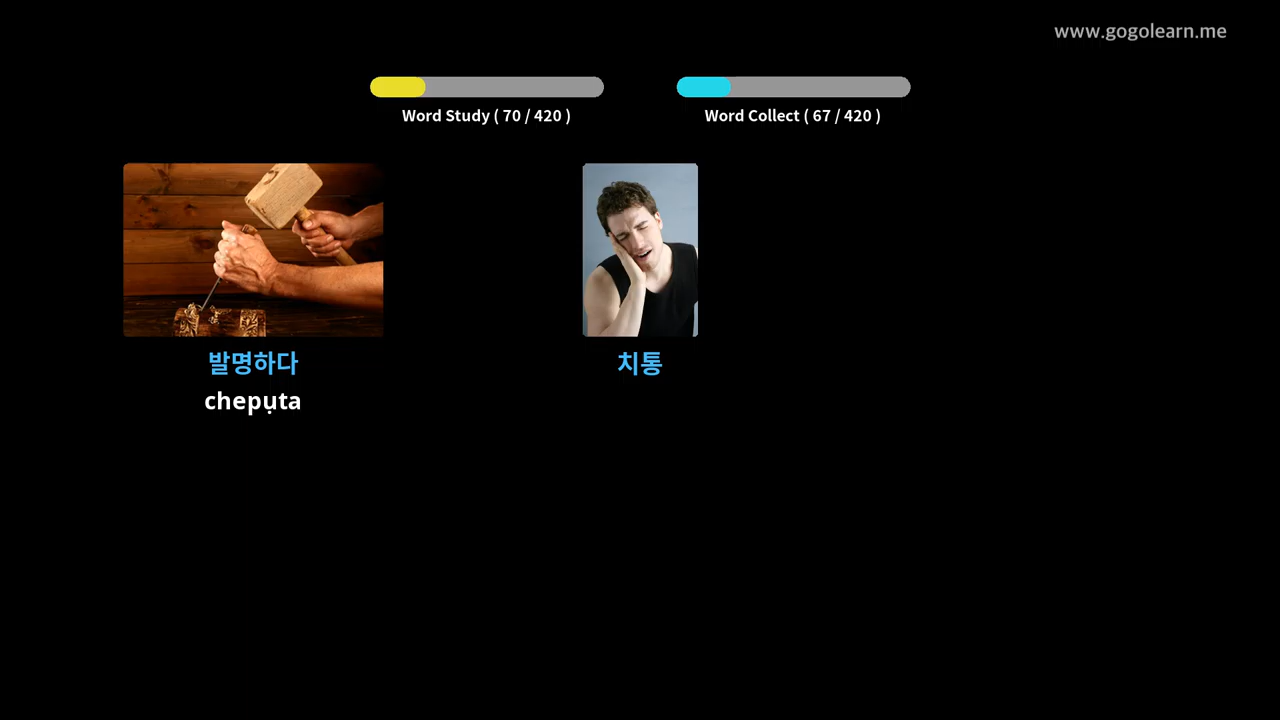 www.gogolearn.me
Word Study ( 70 / 420 )
Word Collect ( 67 / 420 )
발명하다
chepụta
치통